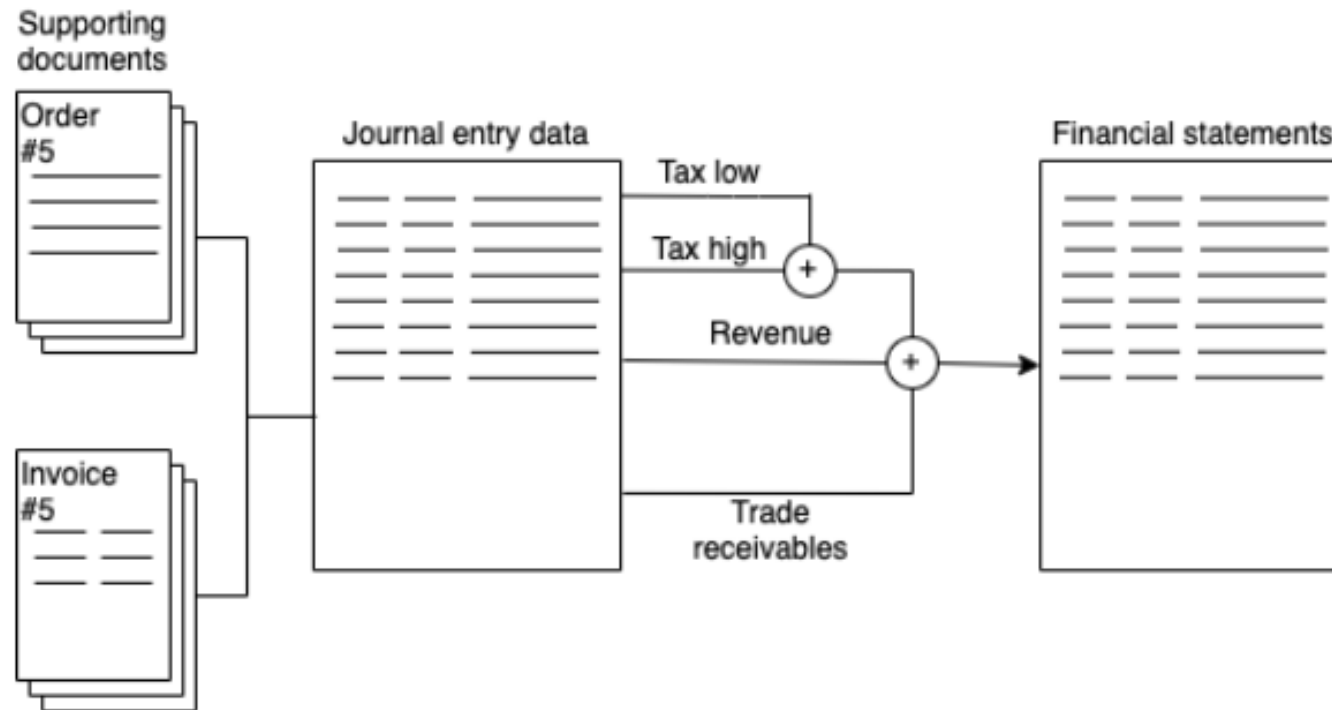 Supporting
documents
Order
#5
Journal entry data
Tax low
Tax high
+
Revenue
+
Trade
receivables
Financial statements
Invoice
#5